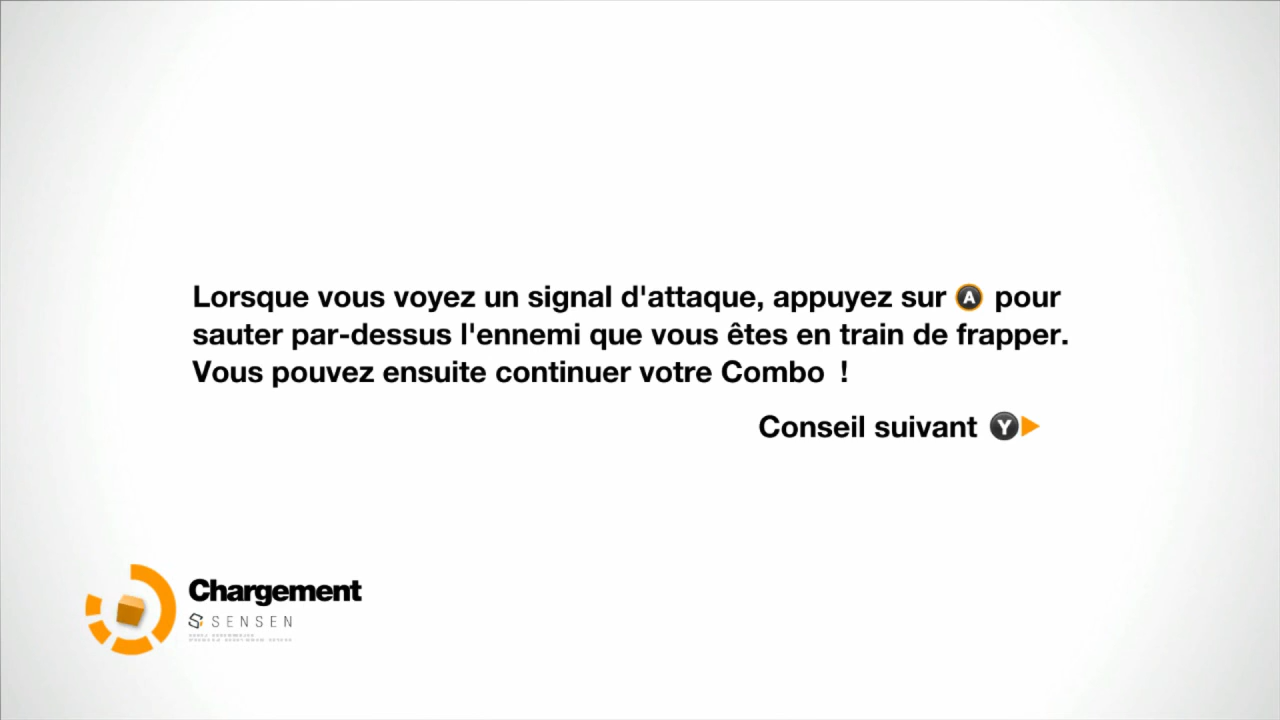 Lorsque vous voyez un signal d'attaque, appuyez sur A pour
sauter par-dessus l'ennemi que vous êtes en train de frapper.
Vous pouvez ensuite continuer votre Combo !
Conseil suivant Y
Chargement
SENSEN